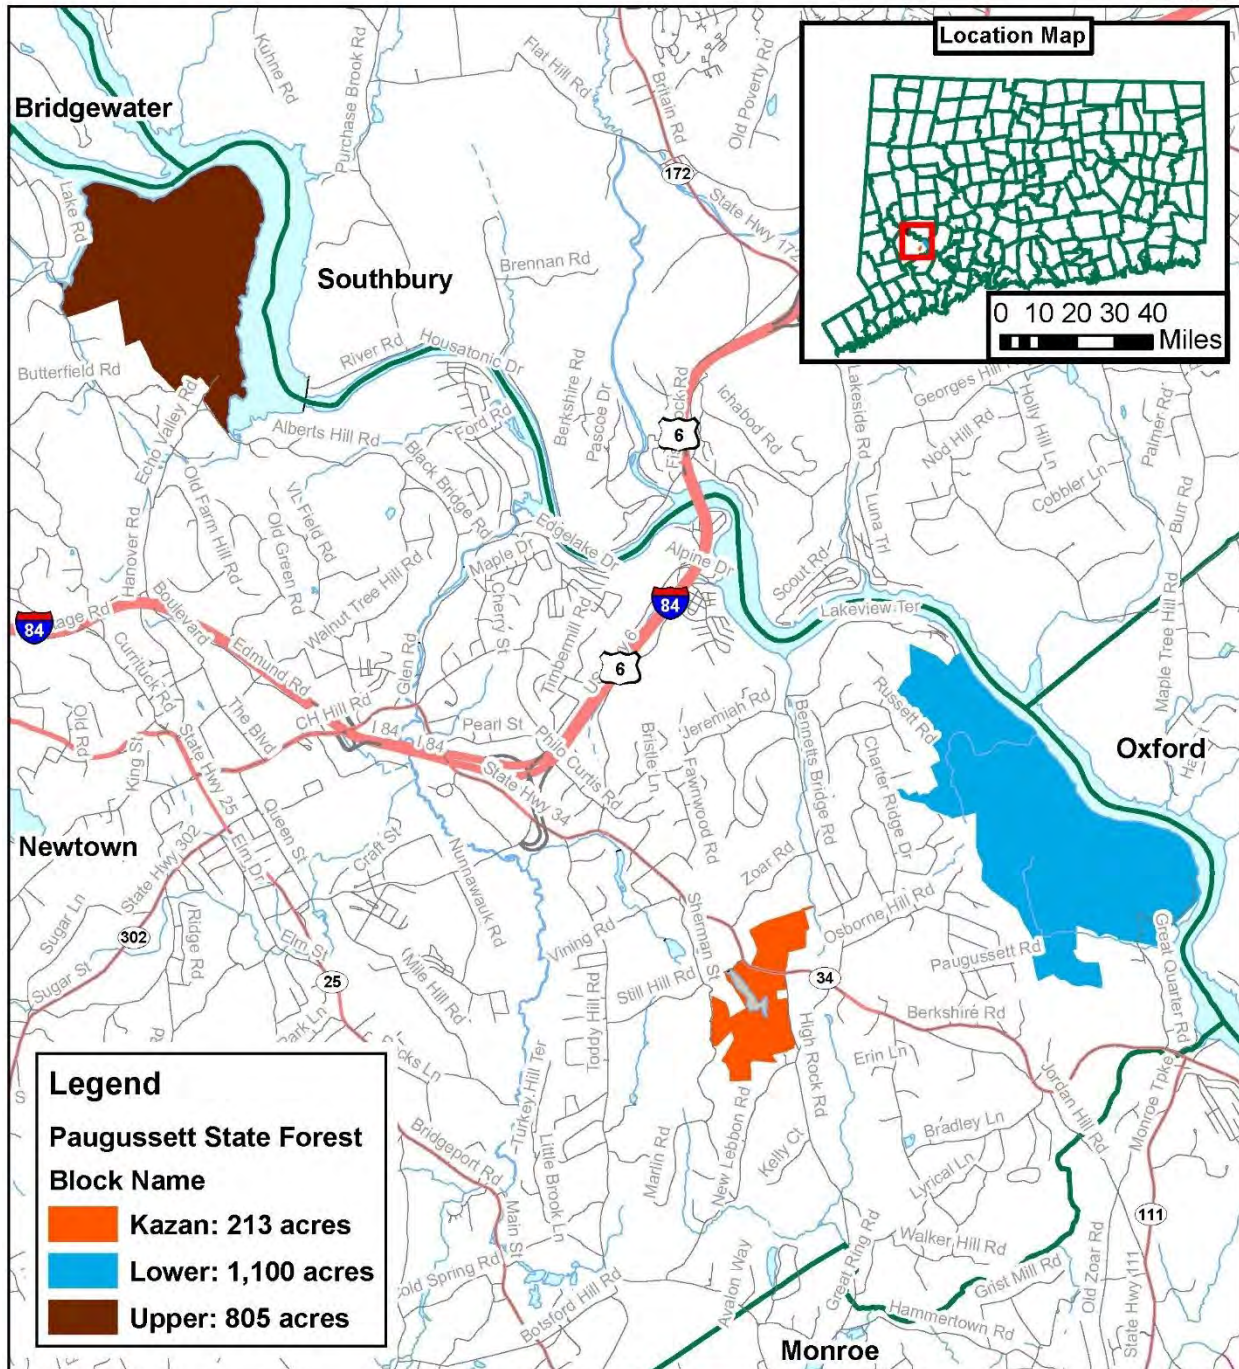 Location Map
0 10 20 30 40
Miles
Bridgewater
Kuhne Rd
Purchase Brook Rd
Flat Hill Rd
Britain Rd
Old Poverty Rd
172
State Hwy 172
Lake Rd
Southbury
Brennan Rd
River Rd
Housatonic Dr
Butterfield Rd
Echo Valley Rd
Alberts Hill Rd
Ford Rd
Berkshire Rd
Pascoe Dr
6
Ichabod Rd
Lakeside Rd
Georges Hill Rd
Nod Hill Rd
Holly Hill Ln
Cobbler Ln
Palmer Rd
Burr Rd
Luna Trl
Black Bridge Rd
Old Farm Hill Rd
Old Green Rd
Hanover Rd
Walnut Tree Hill Rd
Maple Dr
Edgelake Dr
Alpine Dr
Scout Rd
Lakeview Ter
84
84
Boulevard
Edmund Rd
Currituck Rd
Glen Rd
Cherry St
Timbermill Rd
6
Maple Tree Hill Rd
Old Rd
King St
The Blvd
CH Hill Rd
I 84
I 84
Pearl St
Philo Curtis Rd
State Hwy 34
Bristle Ln
Jeremiah Rd
Fawnwood Rd
Bennetts Bridge Rd
Charter Ridge Dr
Russett Rd
Oxford
State Hwy 25
Newtown
State Hwy 302
Elm Dr
Queen St
Craft St
Nunnawauk Rd
Zoar Rd
Sugar Ln
302
Ridge Rd
Elm St
25
Sugar St
Mile Hill Rd
Vining Rd
Toddy Hill Rd
Still Hill Rd
Sherman St
Osborne Hill Rd
34
Paugussett Rd
Great Quarter Rd
Berkshire Rd
High Rock Rd
Erin Ln
Jordan Hill Rd
Monroe Tpke
Turkey Hill Ter
Bridgeport Rd
Little Brook Ln
Main St
Marlin Rd
New Lebbon Rd
Kelly Ct
Bradley Ln
Lyrical Ln
111
Walker Hill Rd
Great Ring Rd
Grist Mill Rd
Old Zoar Rd
State Hwy 111
Avalon Way
Botsford Hill Rd
Hammertown Rd
Monroe
Legend
Paugussett State Forest
Block Name
Kazan: 213 acres
Lower: 1,100 acres
Upper: 805 acres